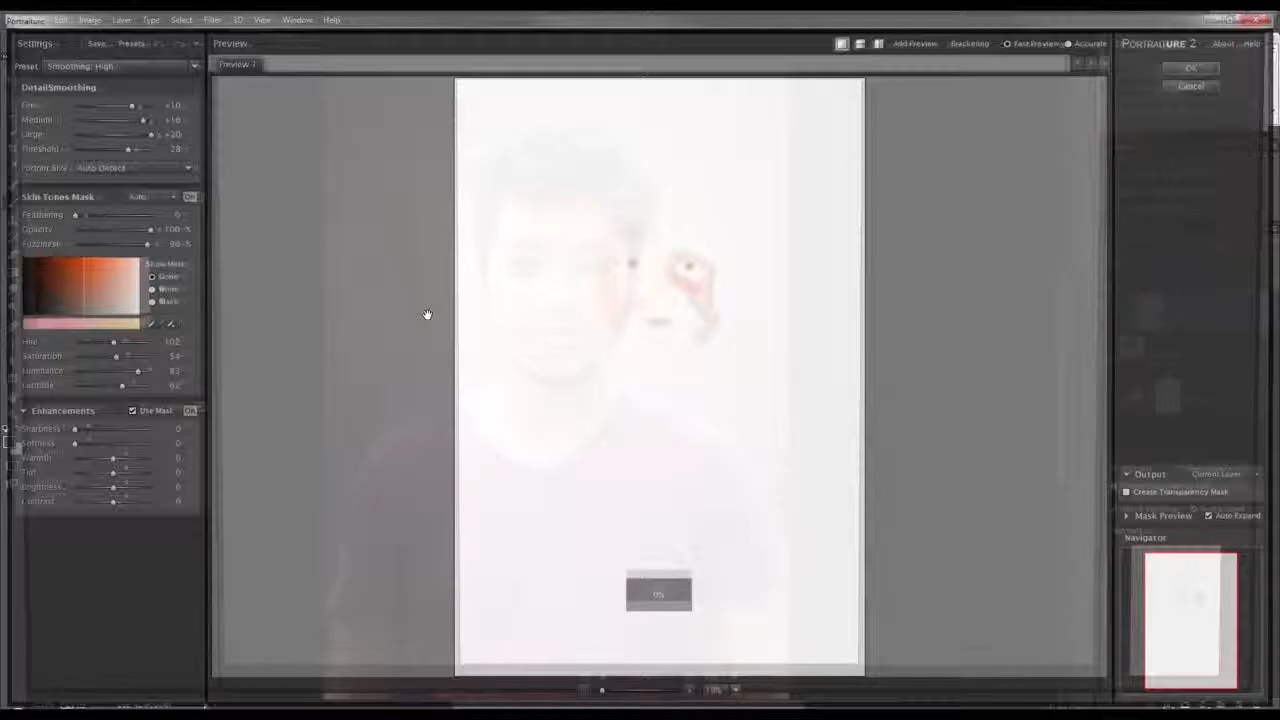 Portraiture Edit Image Layer Type Select Filter 3D View Window Help
Settings Save... Presets
Preset Smoothing: High
DetailSmoothing
Fine +10
Medium +16
Large +20
Threshold 28
Portrait Size Auto Detect
Skin Tones Mask Auto On
Feathering
Opacity 100 %
Fuzziness 96 %
Show Mask
None
White
Black
Hue 102
Saturation 54
Luminance 83
Latitude 62
Enhancements Use Mask On
Sharpness 0
Softness 0
Warmth 0
Tint 0
Brightness 0
Contrast 0
Preview Add Preview Bracketing Fast Preview Accurate
Preview 1
0%
PORTRAITURE 2 About Help
OK
Cancel
Output Current Layer
Create Transparency Mask
Mask Preview Auto Expand
Navigator